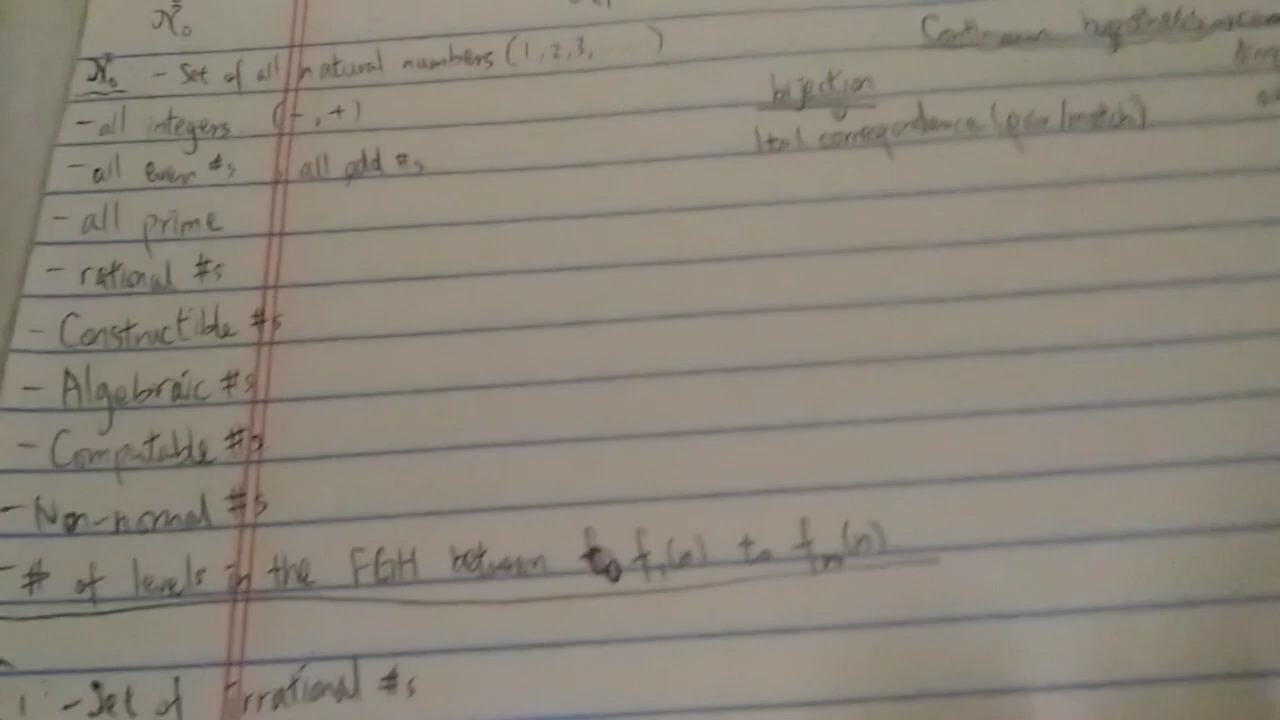 ℵ₀
Continuum
ℵ₀ - Set of all natural numbers (1, 2, 3,      )
bijection
- all integers (-, +)
1 to 1 correspondence (      match)
- all even #s   all odd #s
- all prime
- rational #s
- Constructible #s
- Algebraic #s
- Computable #s
- Non-normal #s
- # of levels in the FGH between f₁(n) to
- Set of irrational #s